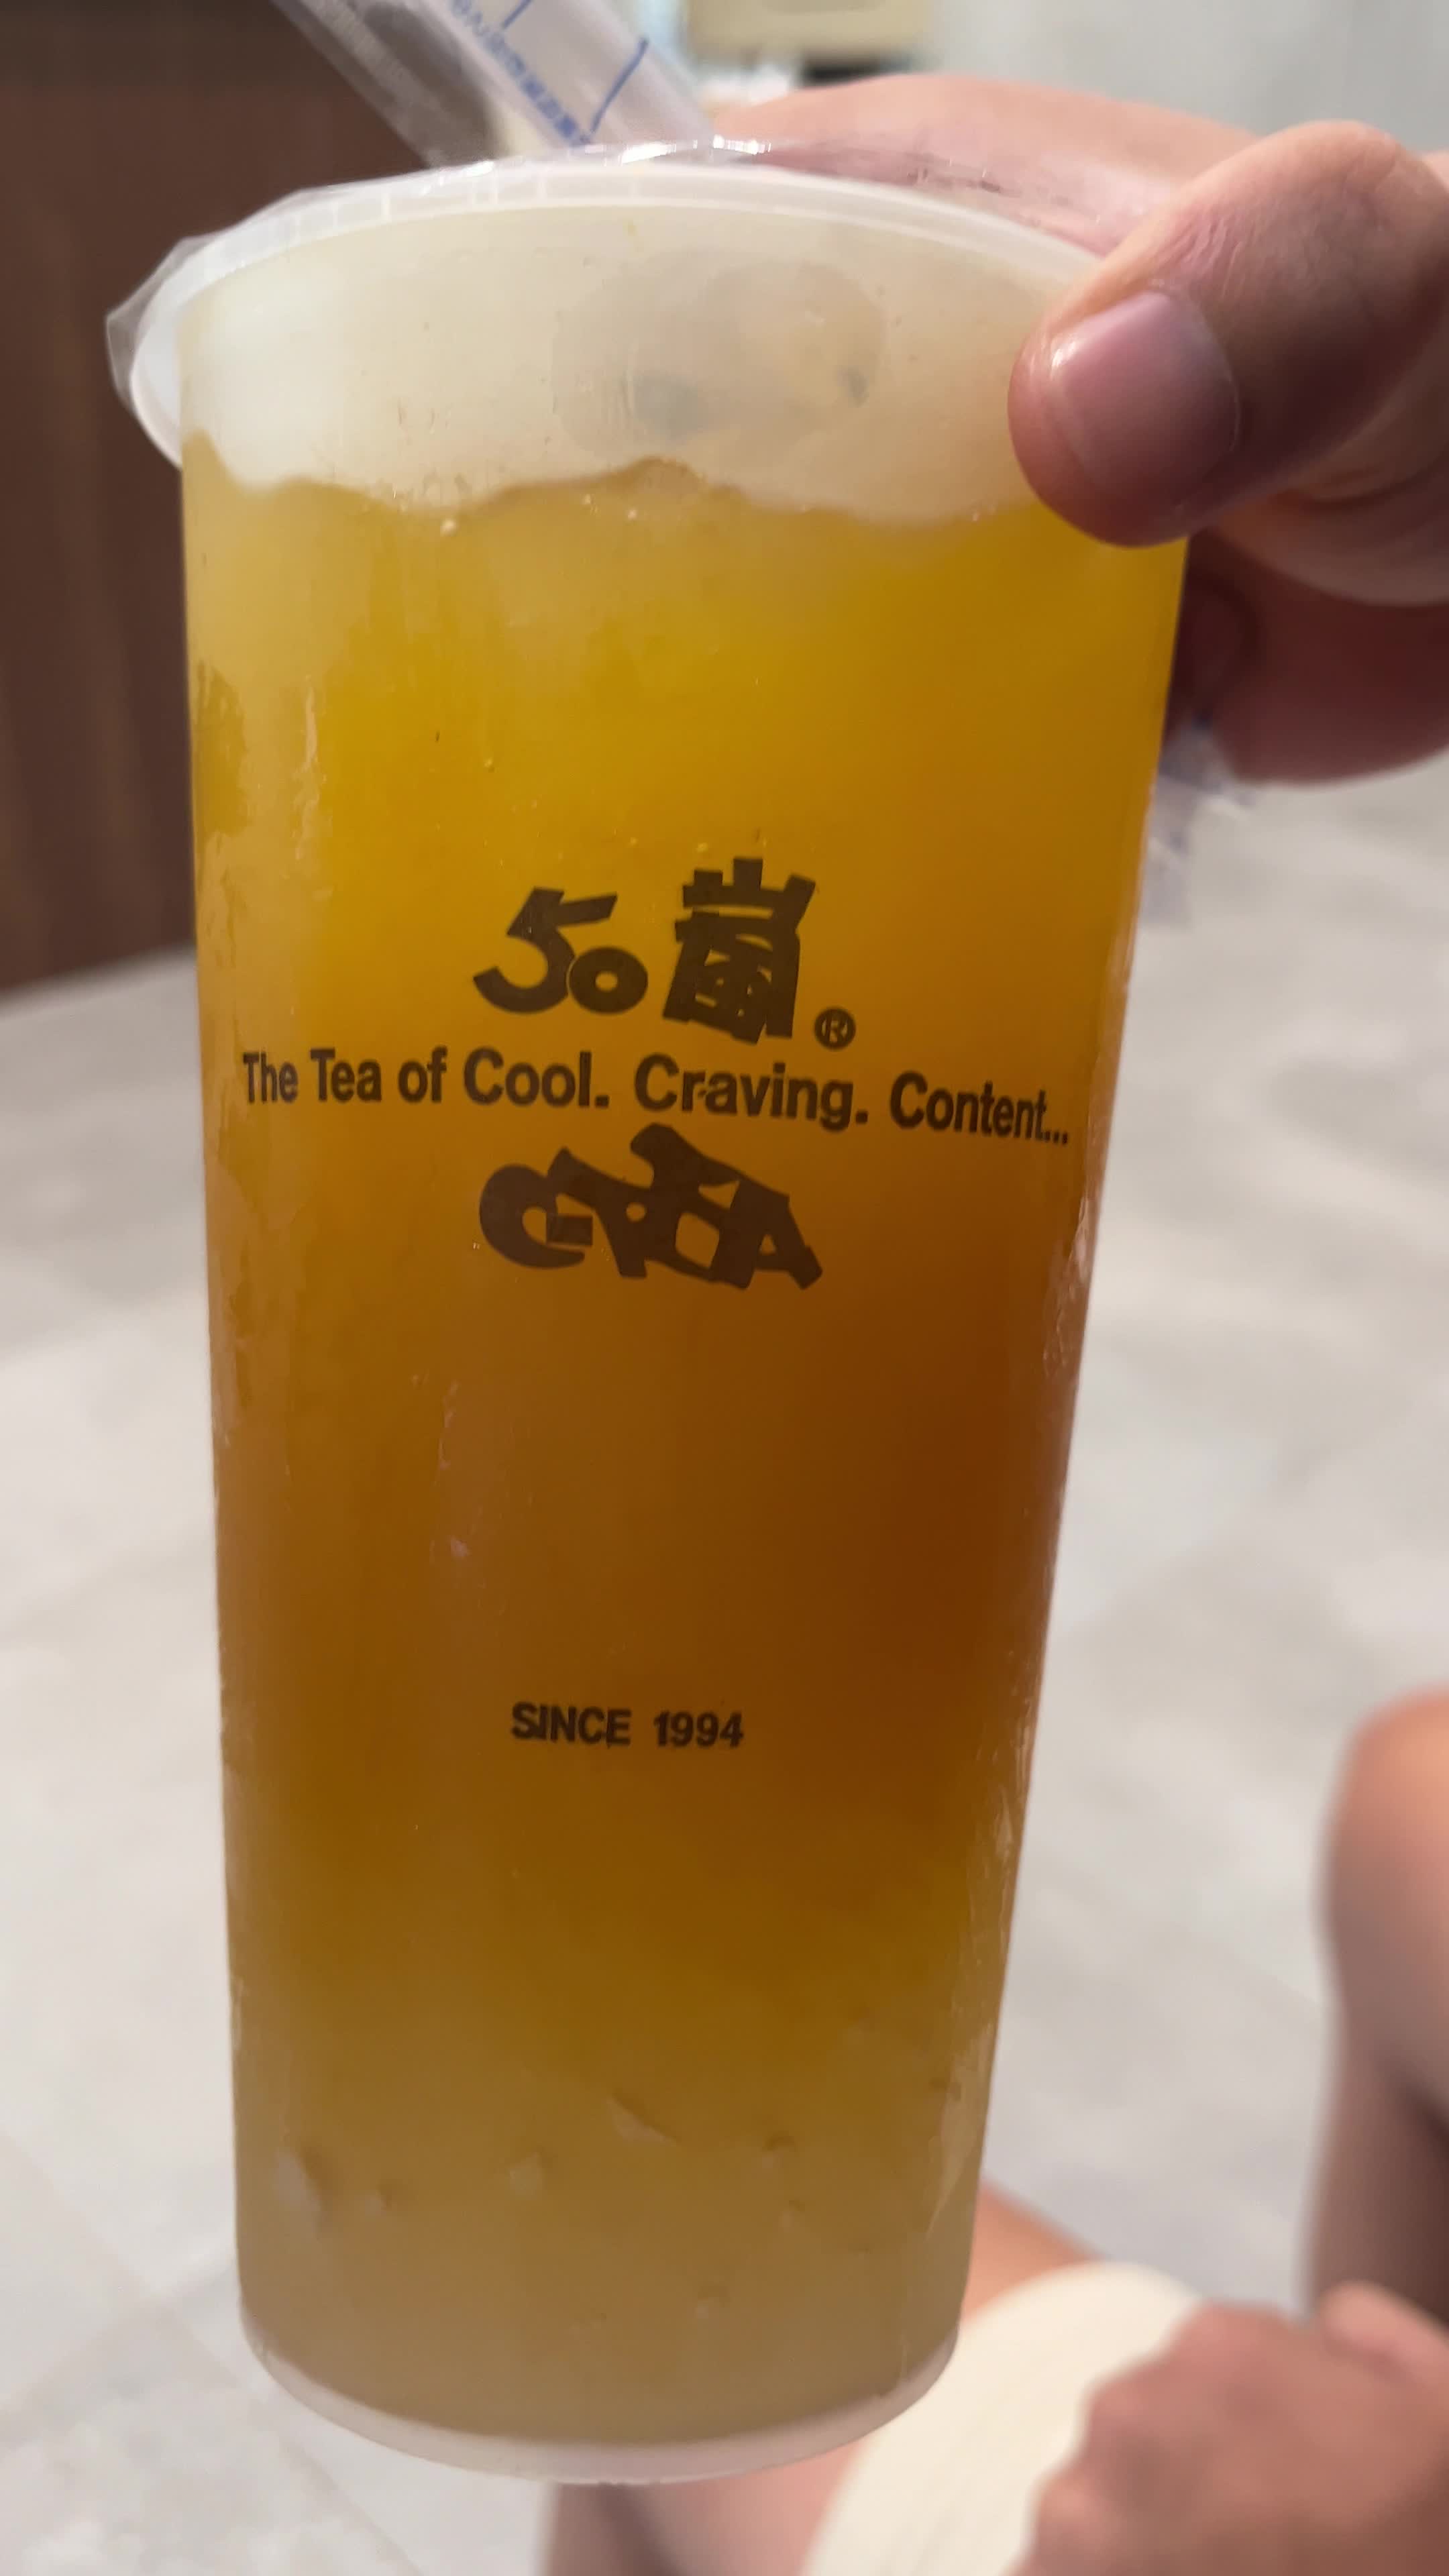 50嵐®
The Tea of Cool. Craving. Content...
SINCE 1994